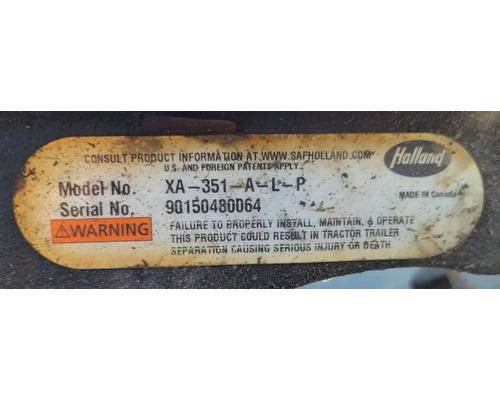 CONSULT PRODUCT INFORMATION AT WWW.SAFHOLLAND.COM
U.S. AND FOREIGN PATENTS APPLY.
Holland
Model No. XA-351-A-L-P
MADE IN Canada
Serial No. 90150480064
⚠WARNING
FAILURE TO PROPERLY INSTALL, MAINTAIN, & OPERATE
THIS PRODUCT COULD RESULT IN TRACTOR TRAILER
SEPARATION CAUSING SERIOUS INJURY OR DEATH.